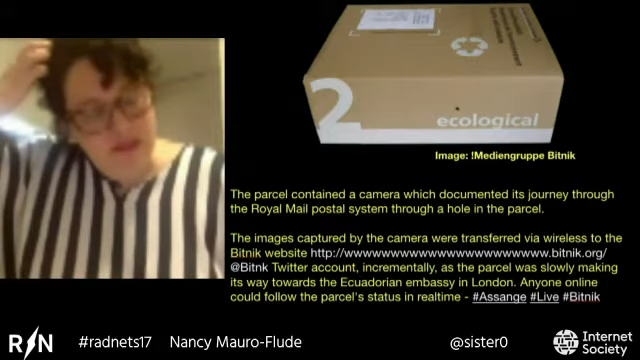 2
ecological
Image: !Mediengruppe Bitnik
The parcel contained a camera which documented its journey through
the Royal Mail postal system through a hole in the parcel.
The images captured by the camera were transferred via wireless to the
Bitnik website http://wwwwwwwwwwwwwwwwwwwwww.bitnik.org/
@Bitnk Twitter account, incrementally, as the parcel was slowly making
its way towards the Ecuadorian embassy in London. Anyone online
could follow the parcel's status in realtime - #Assange #Live #Bitnik
RN #radnets17 Nancy Mauro-Flude @sister0 Internet
Society